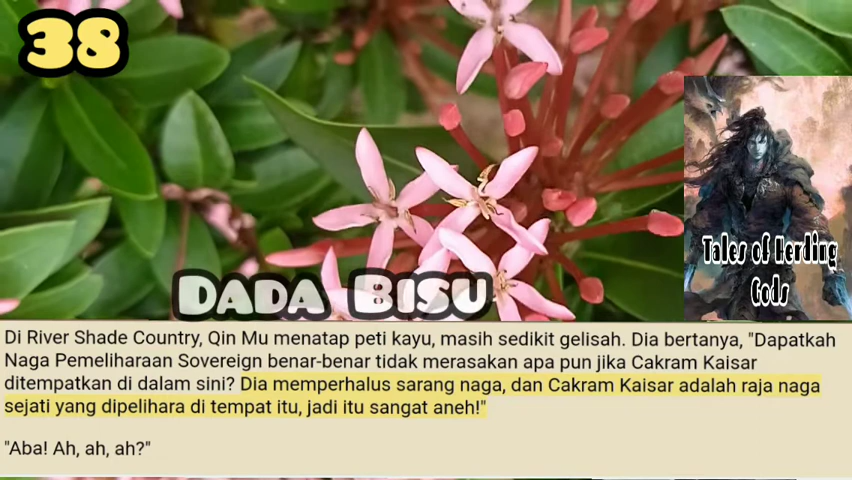 38
Tales of Herding
Gods
DADA BISU
Di River Shade Country, Qin Mu menatap peti kayu, masih sedikit gelisah. Dia bertanya, "Dapatkah
Naga Pemeliharaan Sovereign benar-benar tidak merasakan apa pun jika Cakram Kaisar
ditempatkan di dalam sini? Dia memperhalus sarang naga, dan Cakram Kaisar adalah raja naga
sejati yang dipelihara di tempat itu, jadi itu sangat aneh!"
"Aba! Ah, ah, ah?"